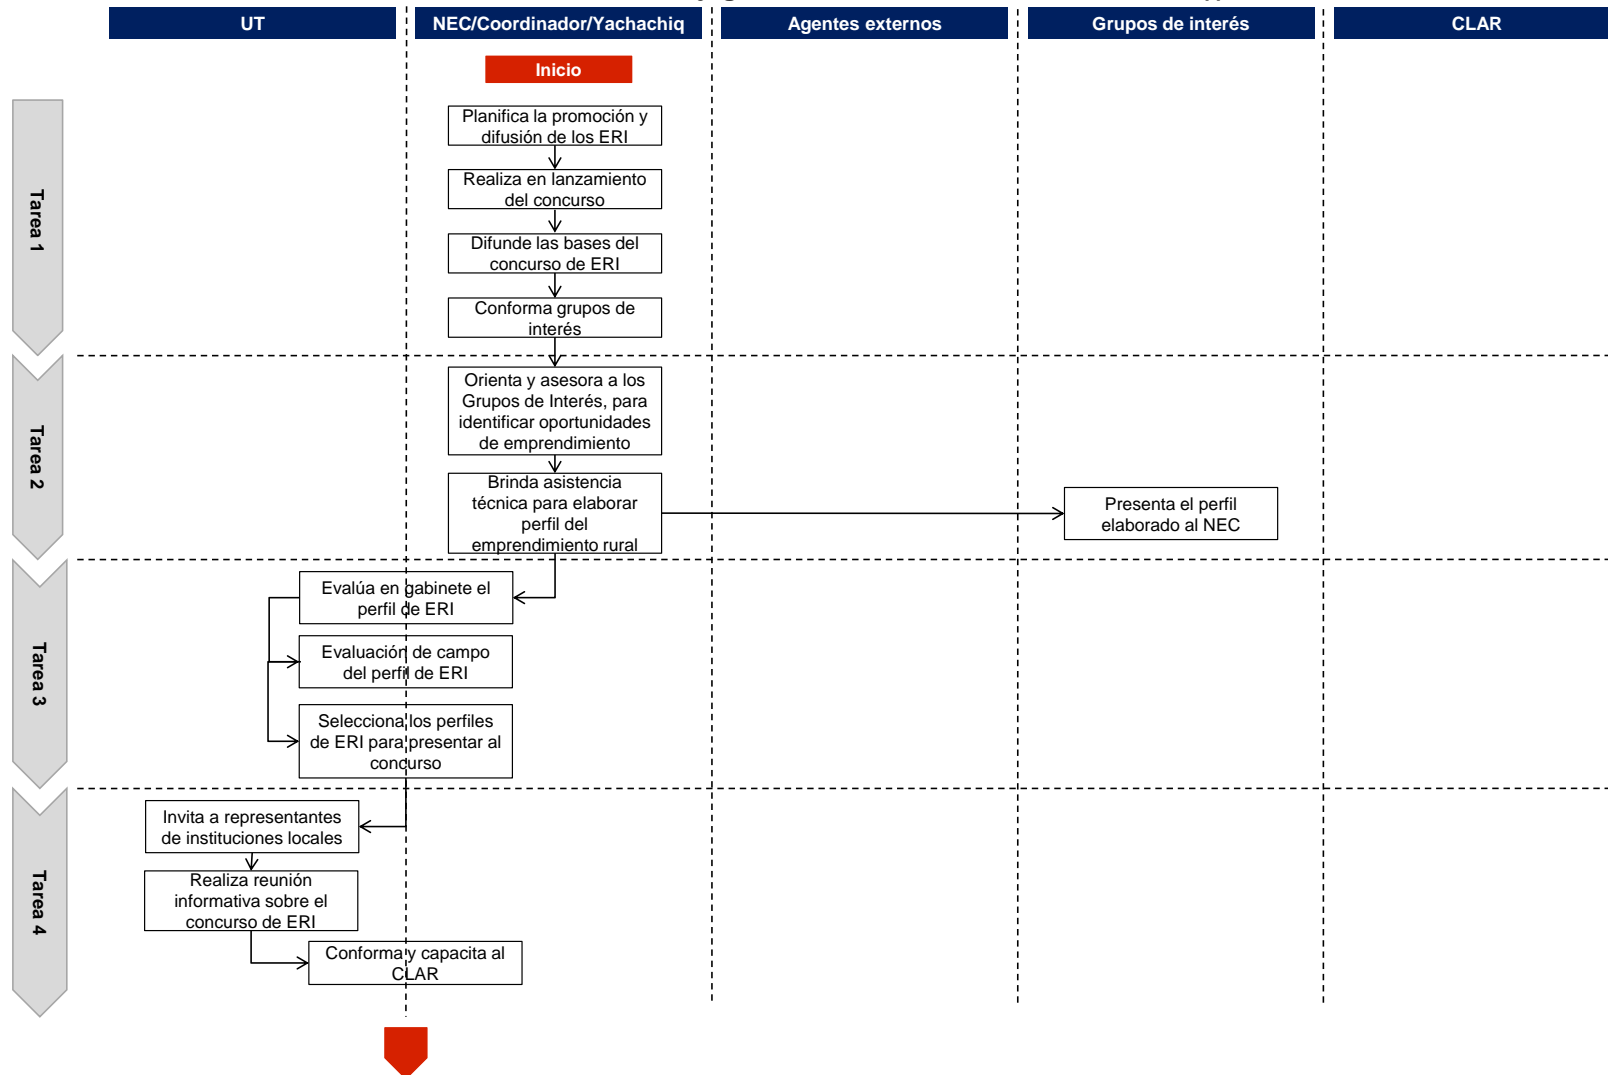 UT
NEC/Coordinador/Yachachiq
Agentes externos
Grupos de interés
CLAR
Inicio
Tarea 1
Planifica la promoción y
difusión de los ERI
Realiza en lanzamiento
del concurso
Difunde las bases del
concurso de ERI
Conforma grupos de
interés
Tarea 2
Orienta y asesora a los
Grupos de Interés, para
identificar oportunidades
de emprendimiento
Brinda asistencia
técnica para elaborar
perfil del
emprendimiento rural
Presenta el perfil
elaborado al NEC
Tarea 3
Evalúa en gabinete el
perfil de ERI
Evaluación de campo
del perfil de ERI
Selecciona los perfiles
de ERI para presentar al
concurso
Tarea 4
Invita a representantes
de instituciones locales
Realiza reunión
informativa sobre el
concurso de ERI
Conforma y capacita al
CLAR